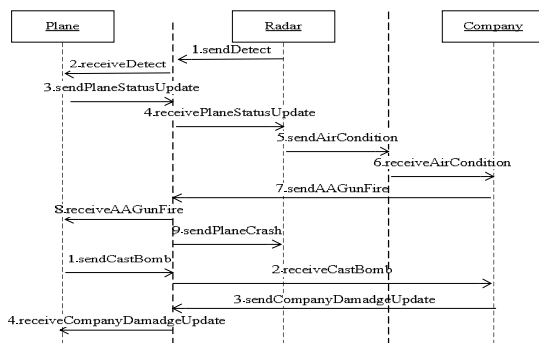 Plane
Radar
Company
1.sendDetect
2.receiveDetect
3.sendPlaneStatusUpdate
4.receivePlaneStatusUpdate
5.sendAirCondition
6.receiveAirCondition
7.sendAAGunFire
8.receiveAAGunFire
9.sendPlaneCrash
1.sendCastBomb
2.receiveCastBomb
3.sendCompanyDamadgeUpdate
4.receiveCompanyDamadgeUpdate